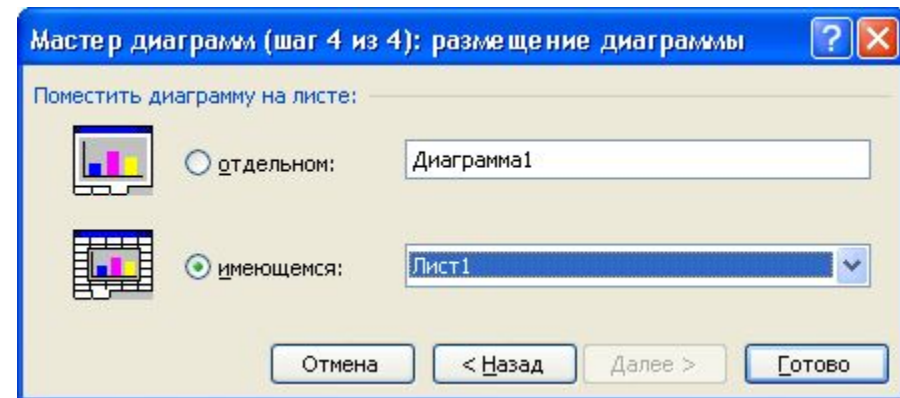 Мастер диаграмм (шаг 4 из 4): размещение диаграммы
Поместить диаграмму на листе:
отдельном: Диаграмма1
имеющемся: Лист1
Отмена < Назад Далее > Готово